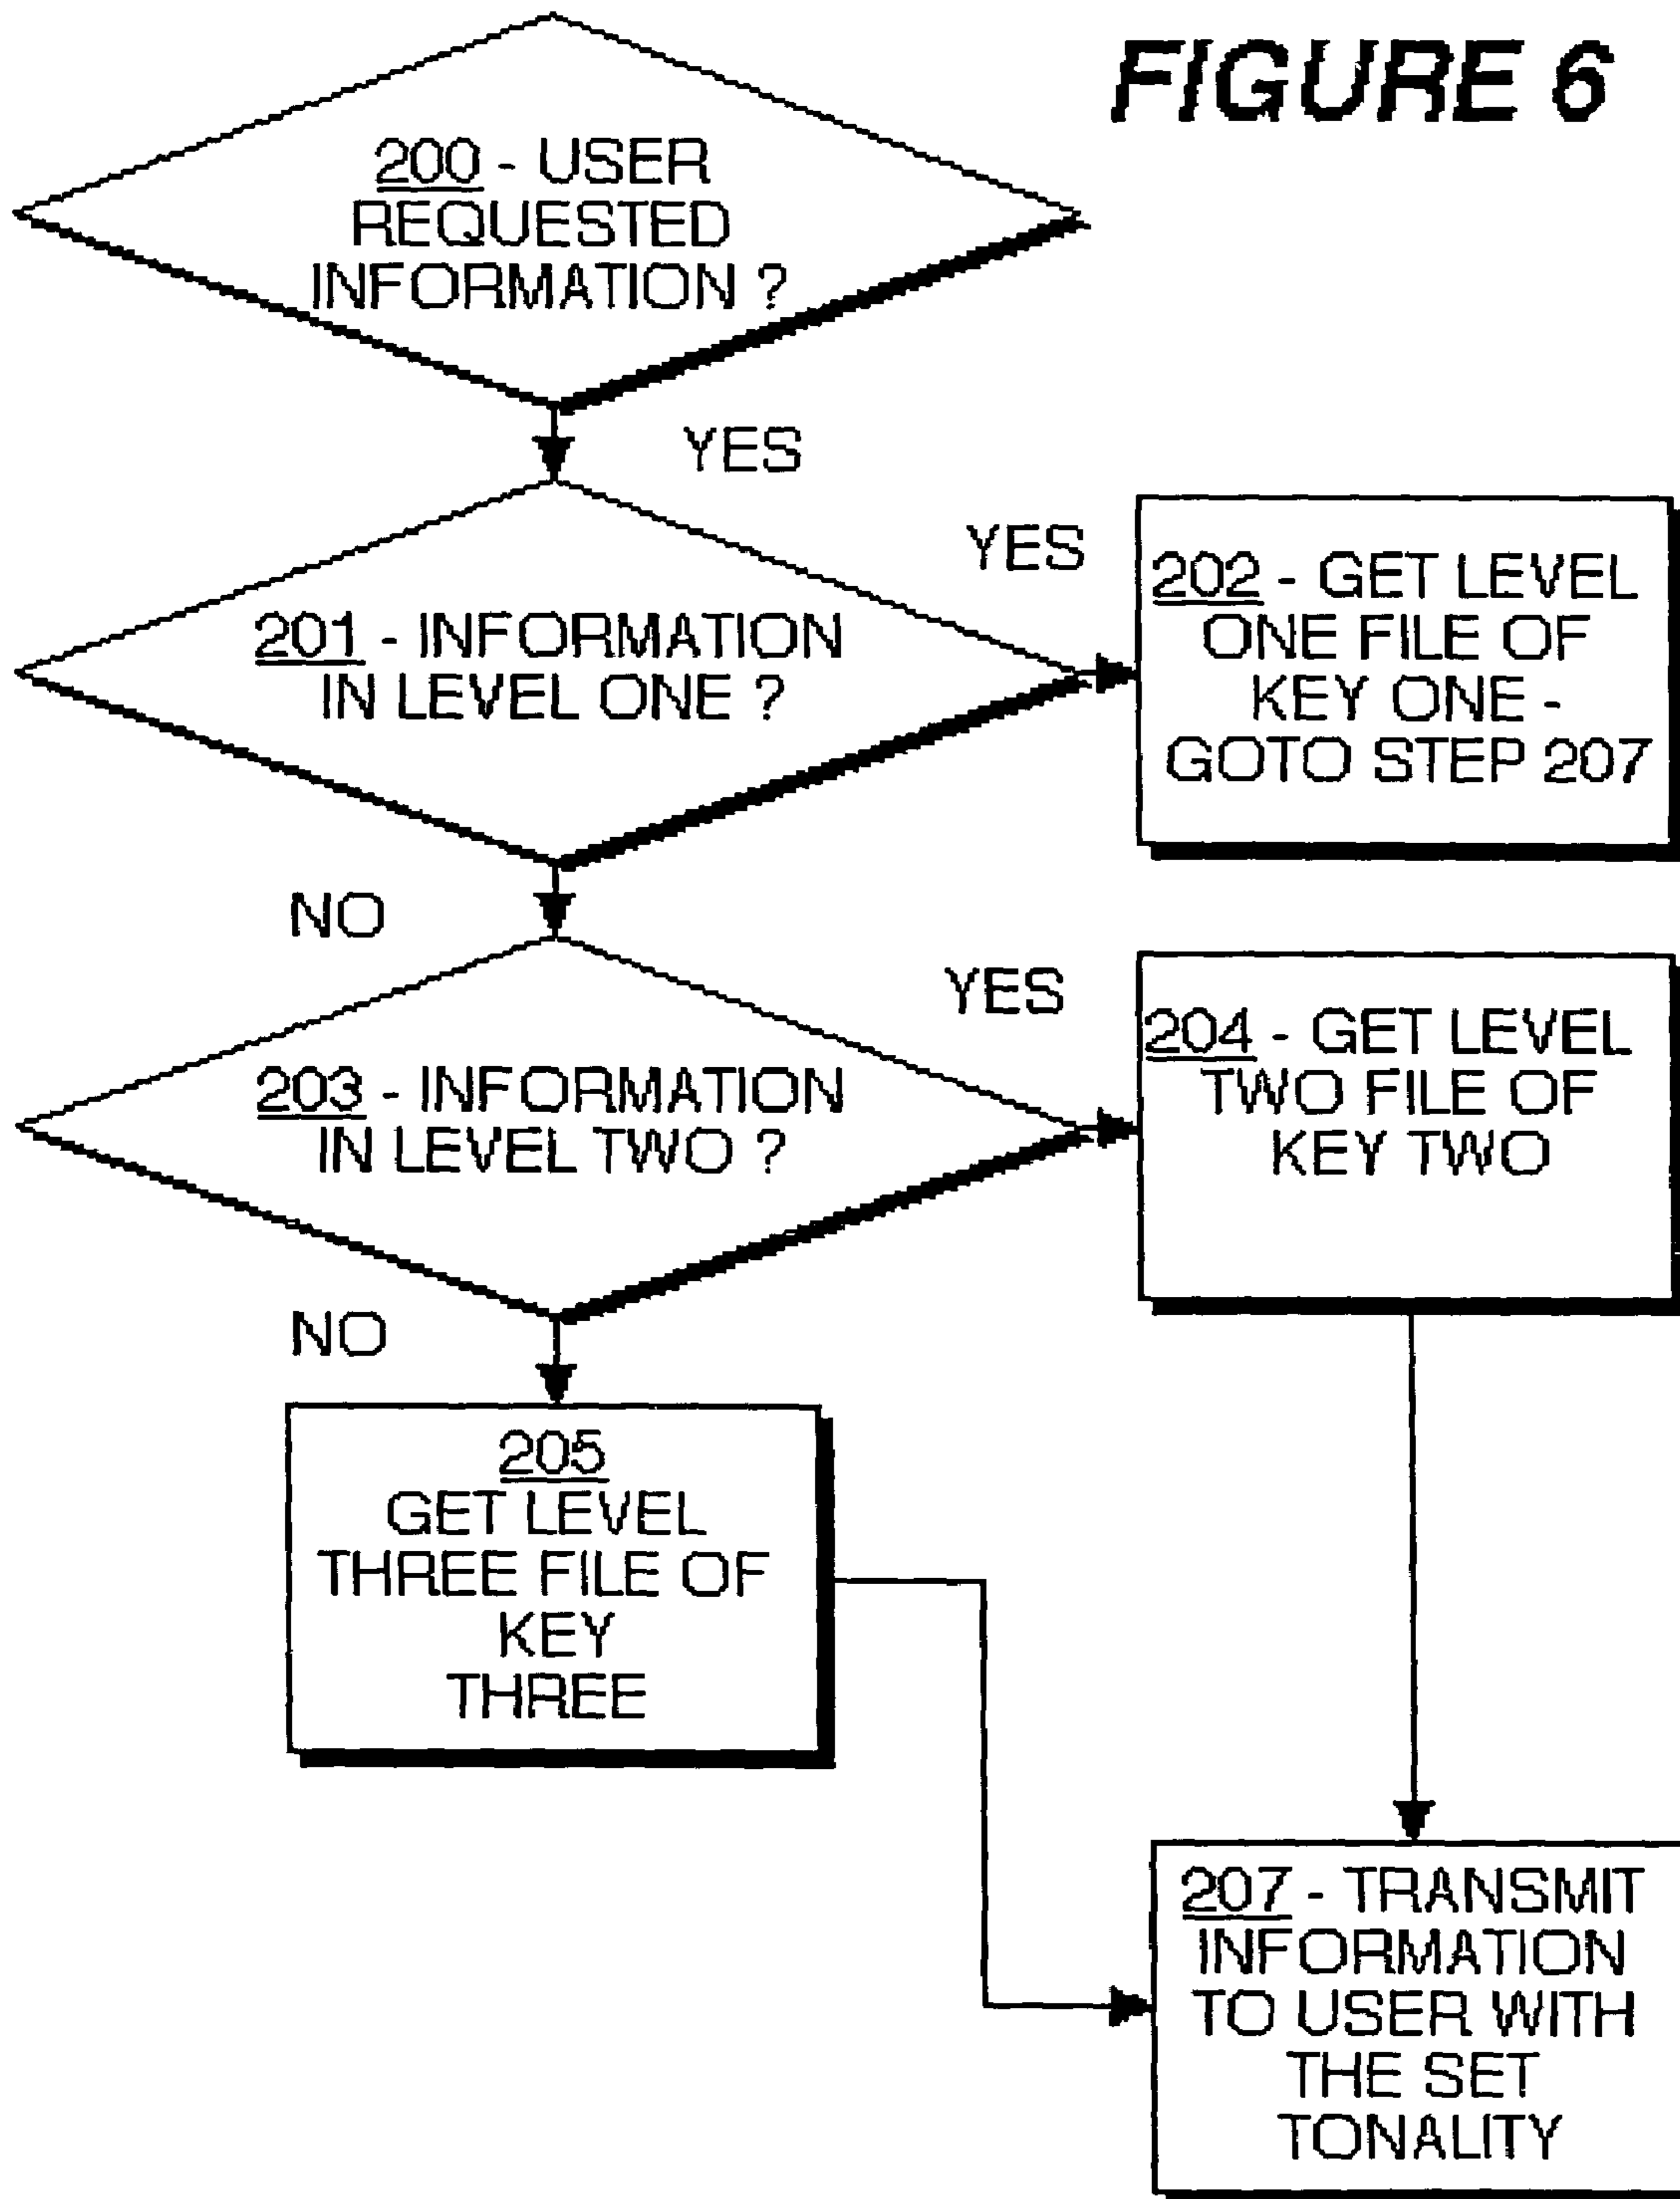 FIGURE 6
200 - USER
REQUESTED
INFORMATION ?
YES
201 - INFORMATION
IN LEVEL ONE ?
YES
202 - GET LEVEL
ONE FILE OF
KEY ONE -
GOTO STEP 207
NO
203 - INFORMATION
IN LEVEL TWO ?
YES
204 - GET LEVEL
TWO FILE OF
KEY TWO
NO
205
GET LEVEL
THREE FILE OF
KEY
THREE
207 - TRANSMIT
INFORMATION
TO USER WITH
THE SET
TONALITY